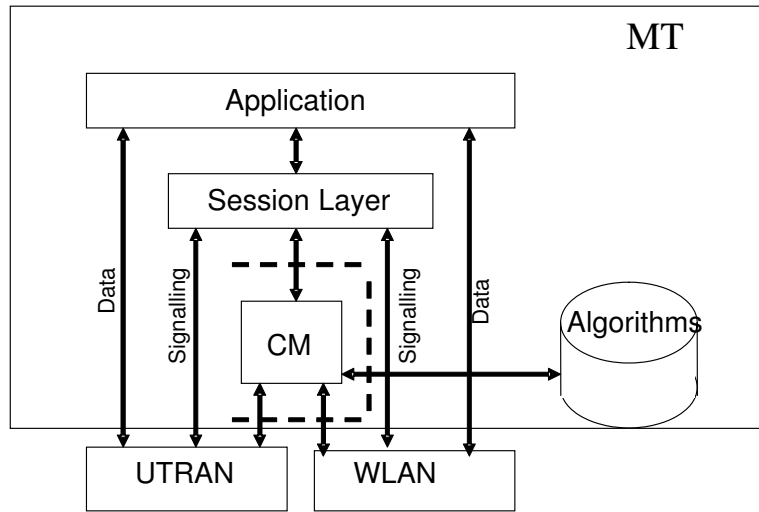 MT
Application
Session Layer
Data
Signalling
Signalling
Data
CM
Algorithms
UTRAN
WLAN